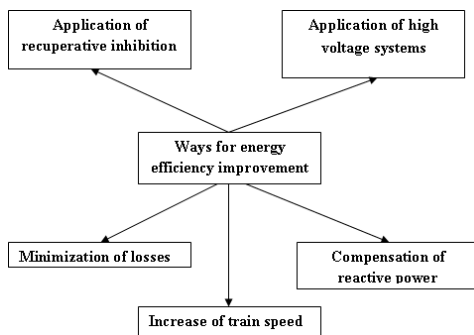 Application of
recuperative inhibition
Application of high
voltage systems
Ways for energy
efficiency improvement
Minimization of losses
Compensation of
reactive power
Increase of train speed